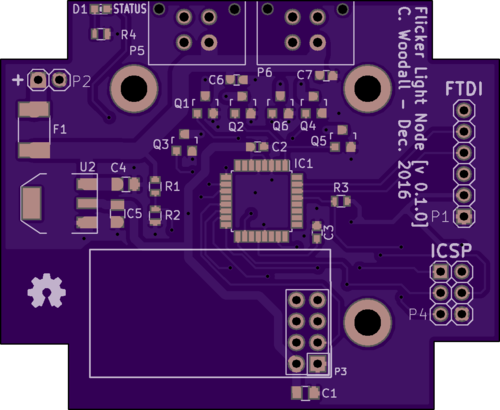 D1 STATUS
R4
P5
P6
+ P2
C6
C7
Flicker Light Node [v 0.1.0]
C. Woodall - Dec. 2016
FTDI
Q1
Q2
Q6
Q4
F1
Q3
C2
Q5
IC1
U2
C4
R1
R3
C5
R2
P1
C3
ICSP
P4
P3
C1